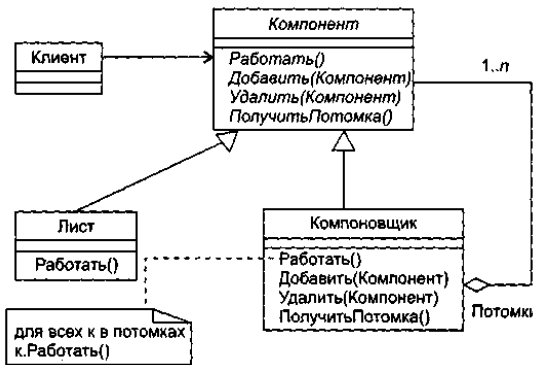 Компонент
Клиент
Работать()
Добавить(Компонент)
Удалить(Компонент)
ПолучитьПотомка()
1..n
Лист
Работать()
Компоновщик
Работать()
Добавить(Компонент)
Удалить(Компонент)
ПолучитьПотомка()
Потомки
для всех к в потомках
к.Работать()